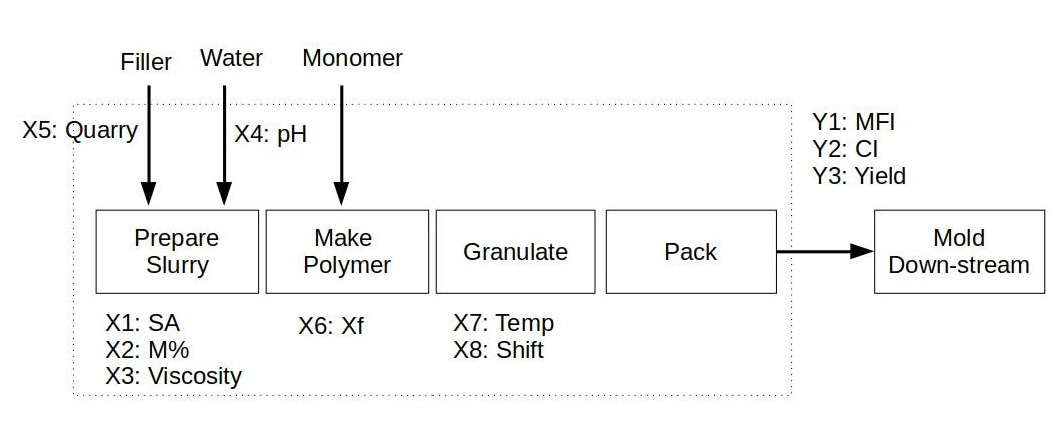 Filler
Water
Monomer
X5: Quarry
X4: pH
Y1: MFI
Y2: CI
Y3: Yield
Prepare
Slurry
Make
Polymer
Granulate
Pack
Mold
Down-stream
X1: SA
X2: M%
X3: Viscosity
X6: Xf
X7: Temp
X8: Shift